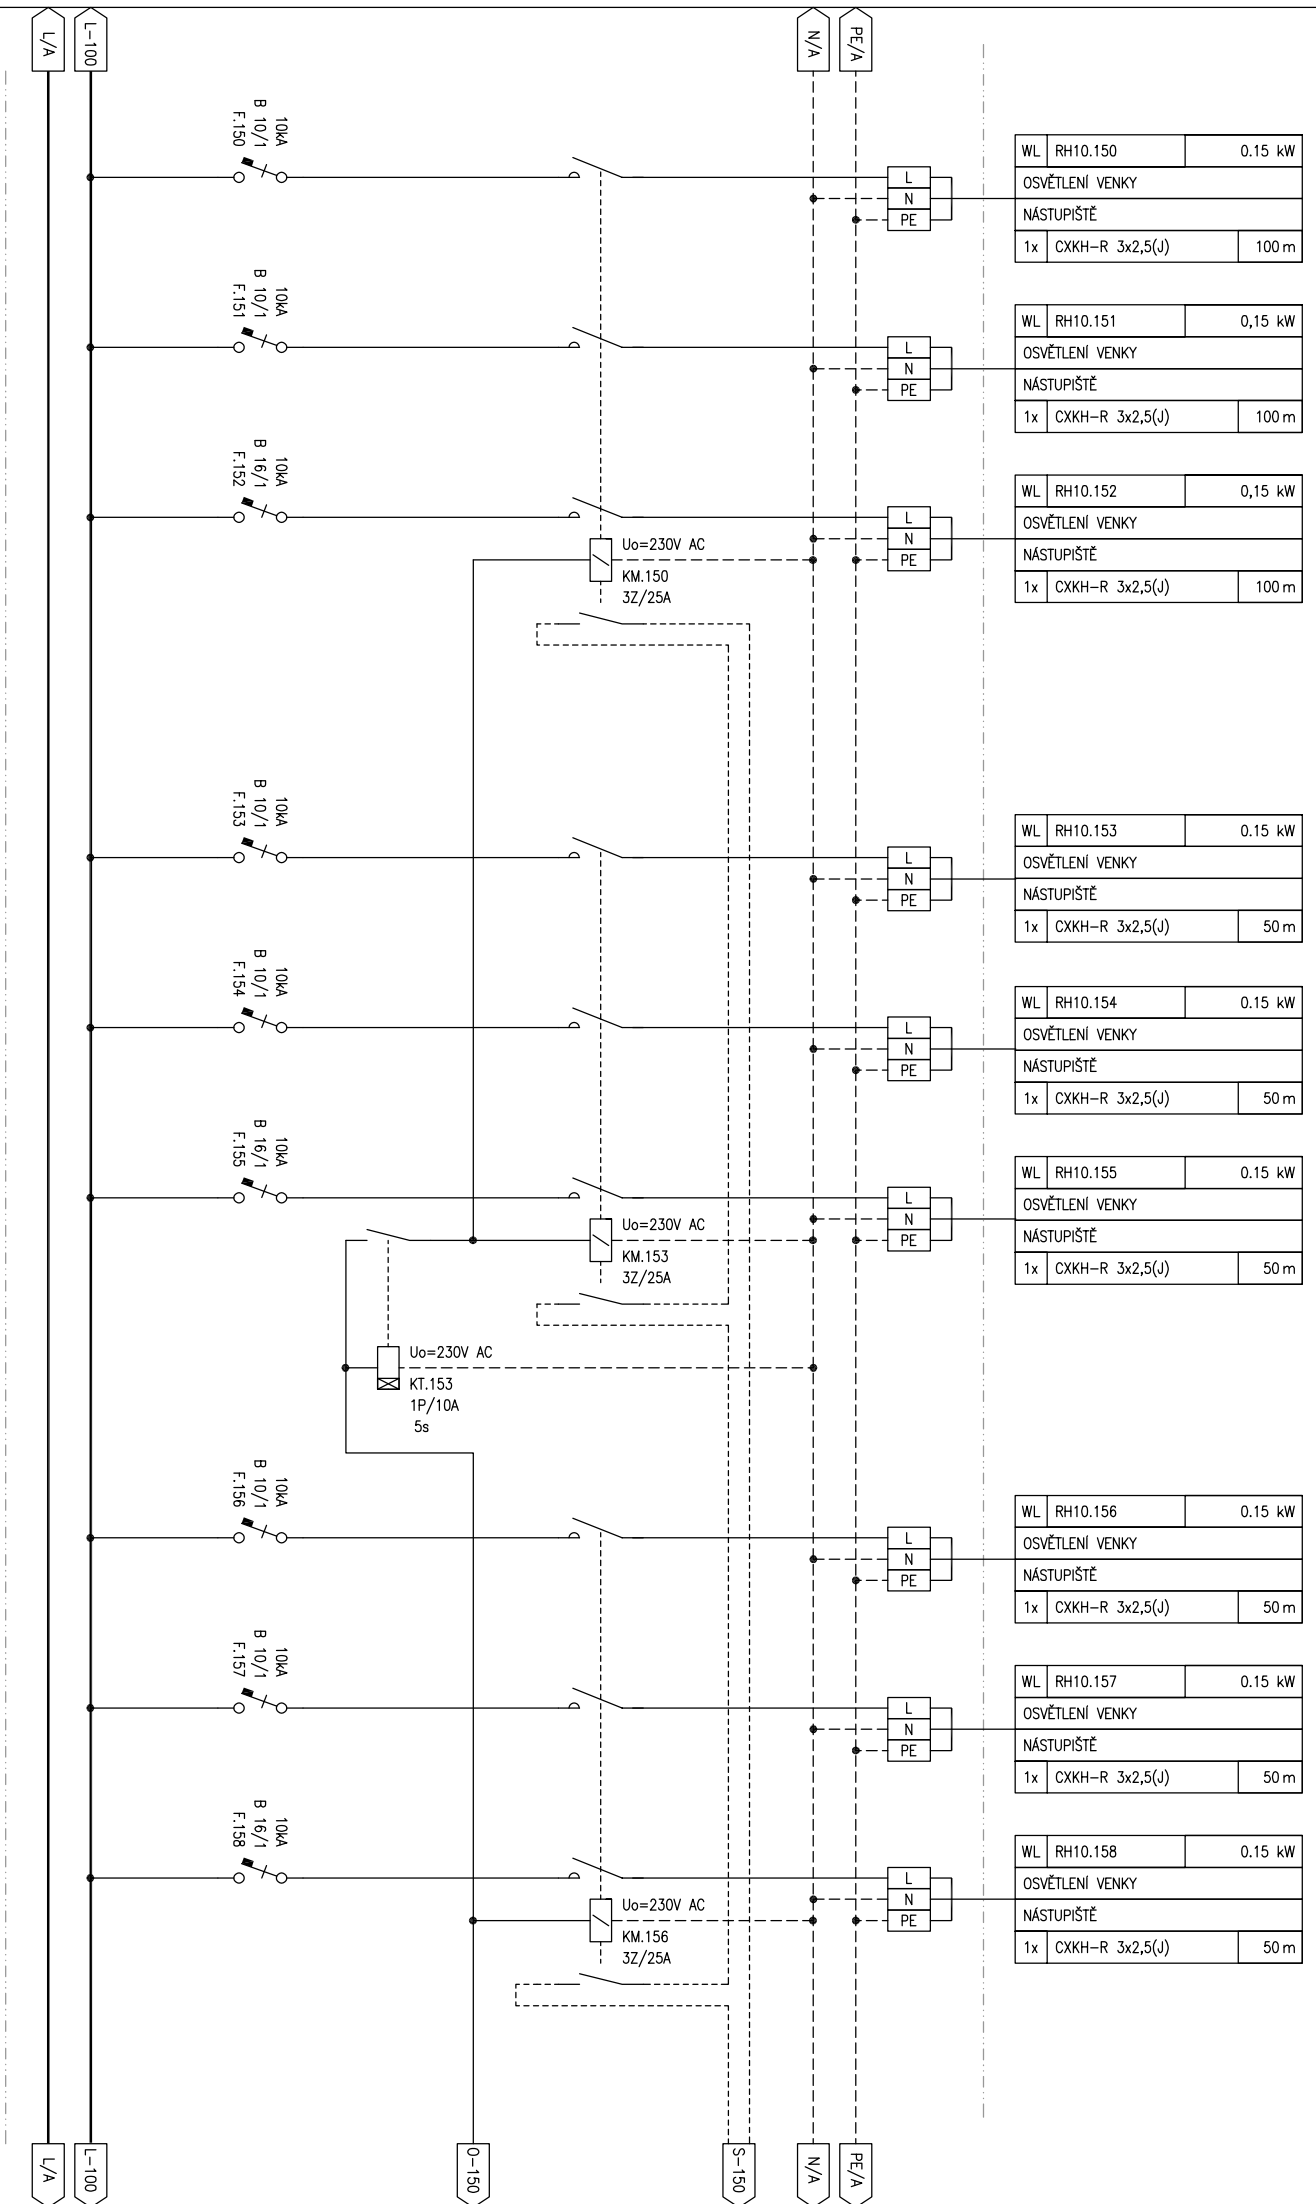 L/A
L-100
N/A
PE/A
10kA
B 10/1
F.150
L
N
PE
WL RH10.150 0.15 kW
OSVĚTLENÍ VENKY
NÁSTUPIŠTĚ
1x CXKH-R 3x2,5(J) 100 m
10kA
B 10/1
F.151
L
N
PE
WL RH10.151 0,15 kW
OSVĚTLENÍ VENKY
NÁSTUPIŠTĚ
1x CXKH-R 3x2,5(J) 100 m
10kA
B 16/1
F.152
L
N
PE
WL RH10.152 0,15 kW
OSVĚTLENÍ VENKY
NÁSTUPIŠTĚ
1x CXKH-R 3x2,5(J) 100 m
Uo=230V AC
KM.150
3Z/25A
10kA
B 10/1
F.153
L
N
PE
WL RH10.153 0.15 kW
OSVĚTLENÍ VENKY
NÁSTUPIŠTĚ
1x CXKH-R 3x2,5(J) 50 m
10kA
B 10/1
F.154
L
N
PE
WL RH10.154 0.15 kW
OSVĚTLENÍ VENKY
NÁSTUPIŠTĚ
1x CXKH-R 3x2,5(J) 50 m
10kA
B 16/1
F.155
L
N
PE
WL RH10.155 0.15 kW
OSVĚTLENÍ VENKY
NÁSTUPIŠTĚ
1x CXKH-R 3x2,5(J) 50 m
Uo=230V AC
KM.153
3Z/25A
Uo=230V AC
KT.153
1P/10A
5s
10kA
B 10/1
F.156
L
N
PE
WL RH10.156 0.15 kW
OSVĚTLENÍ VENKY
NÁSTUPIŠTĚ
1x CXKH-R 3x2,5(J) 50 m
10kA
B 10/1
F.157
L
N
PE
WL RH10.157 0.15 kW
OSVĚTLENÍ VENKY
NÁSTUPIŠTĚ
1x CXKH-R 3x2,5(J) 50 m
10kA
B 16/1
F.158
L
N
PE
WL RH10.158 0.15 kW
OSVĚTLENÍ VENKY
NÁSTUPIŠTĚ
1x CXKH-R 3x2,5(J) 50 m
Uo=230V AC
KM.156
3Z/25A
L/A
L-100
O-150
S-150
N/A
PE/A